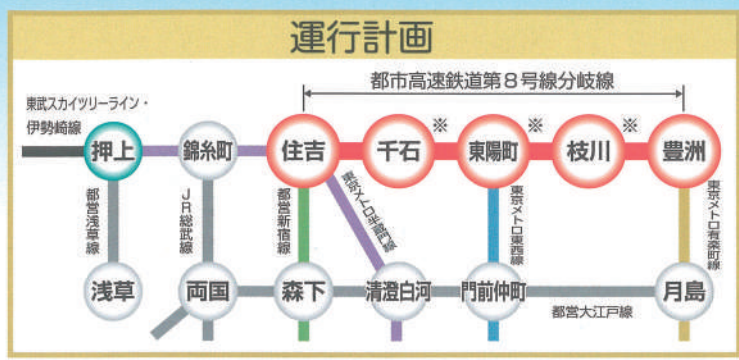 運行計画
都市高速鉄道第8号線分岐線
東武スカイツリーライン・
伊勢崎線
※ ※ ※
押上 錦糸町 住吉 千石 東陽町 枝川 豊洲
都営浅草線
JR総武線
都営新宿線
東京メトロ半蔵門線
東京メトロ東西線
東京メトロ有楽町線
浅草 両国 森下 清澄白河 門前仲町 月島
都営大江戸線